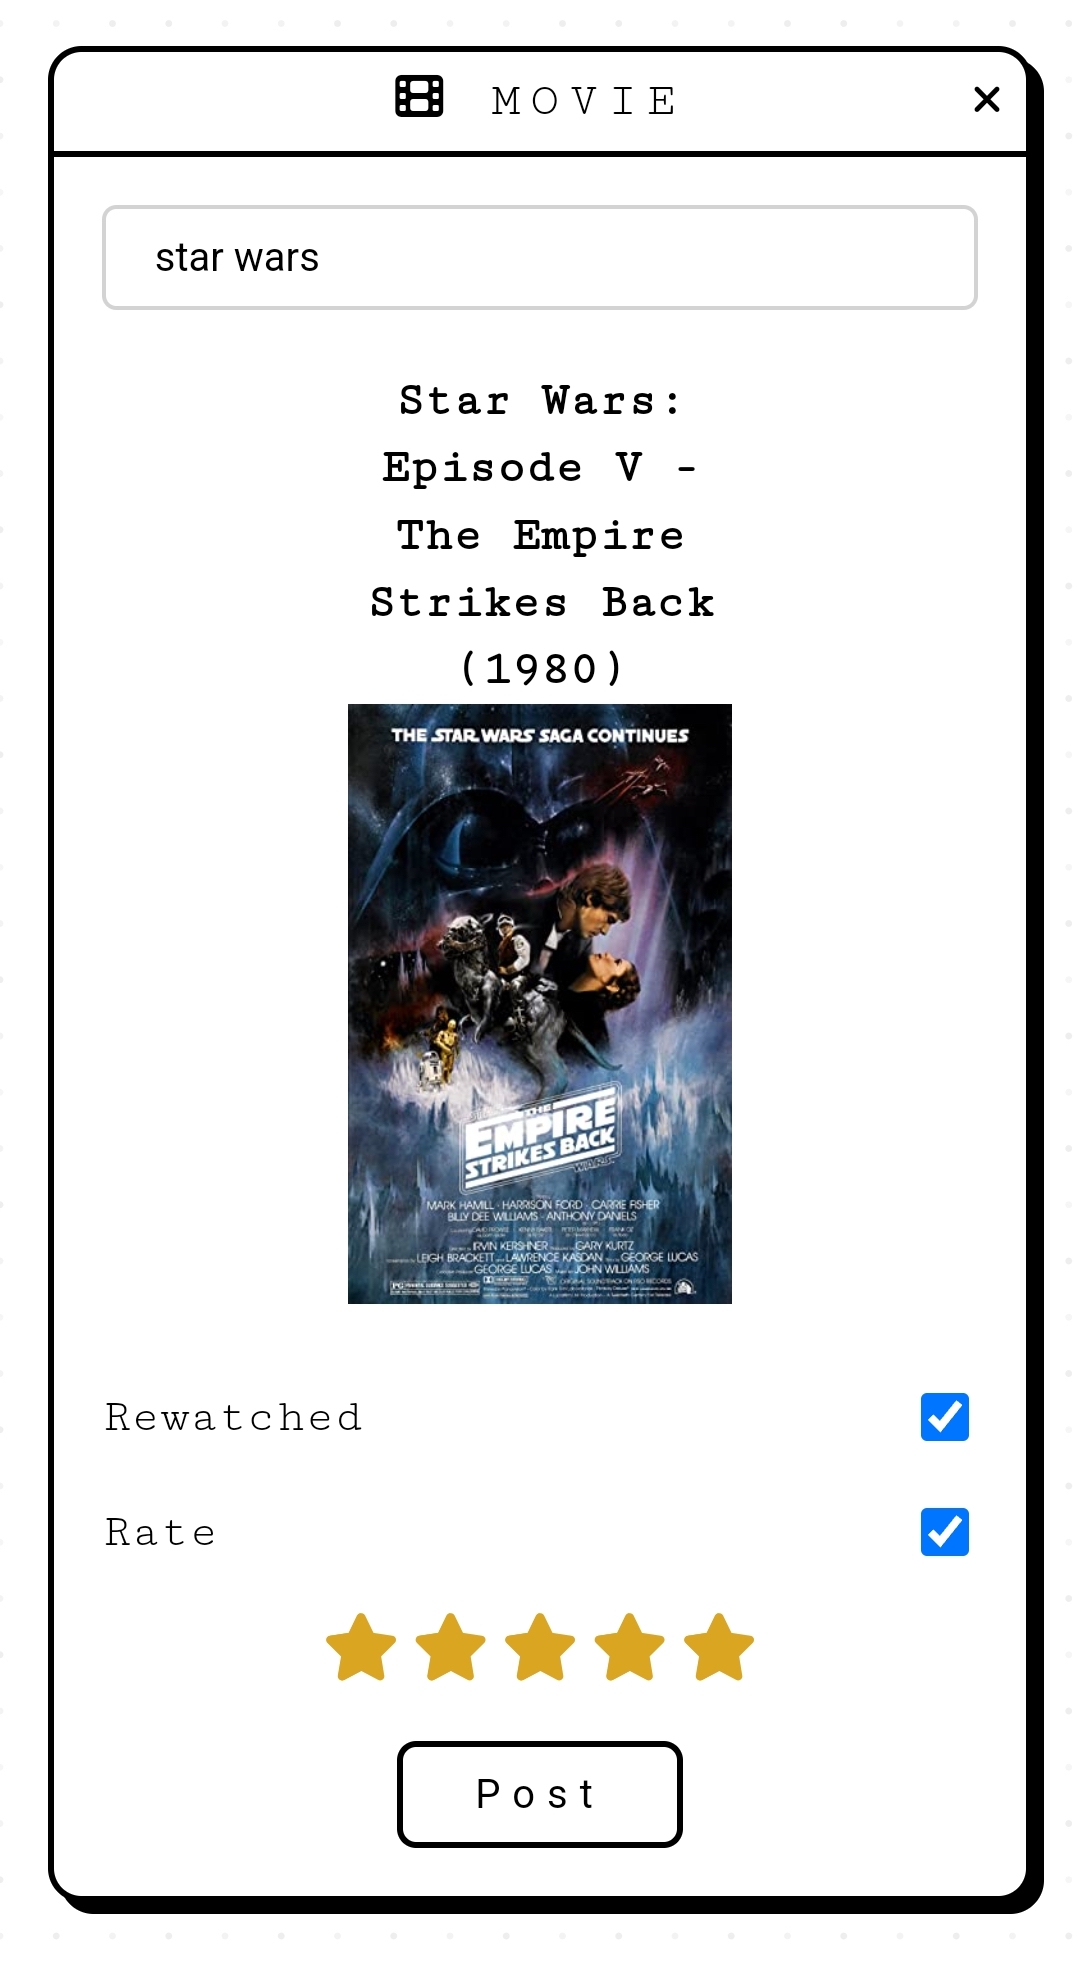 MOVIE
star wars
Star Wars:
Episode V -
The Empire
Strikes Back
(1980)
THE STAR WARS SAGA CONTINUES
THE
EMPIRE
STRIKES BACK
MARK HAMILL · HARRISON FORD · CARRIE FISHER
BILLY DEE WILLIAMS · ANTHONY DANIELS
IRVIN KERSHNER GARY KURTZ
LEIGH BRACKETT LAWRENCE KASDAN GEORGE LUCAS
GEORGE LUCAS JOHN WILLIAMS
PG
Rewatched
Rate
Post